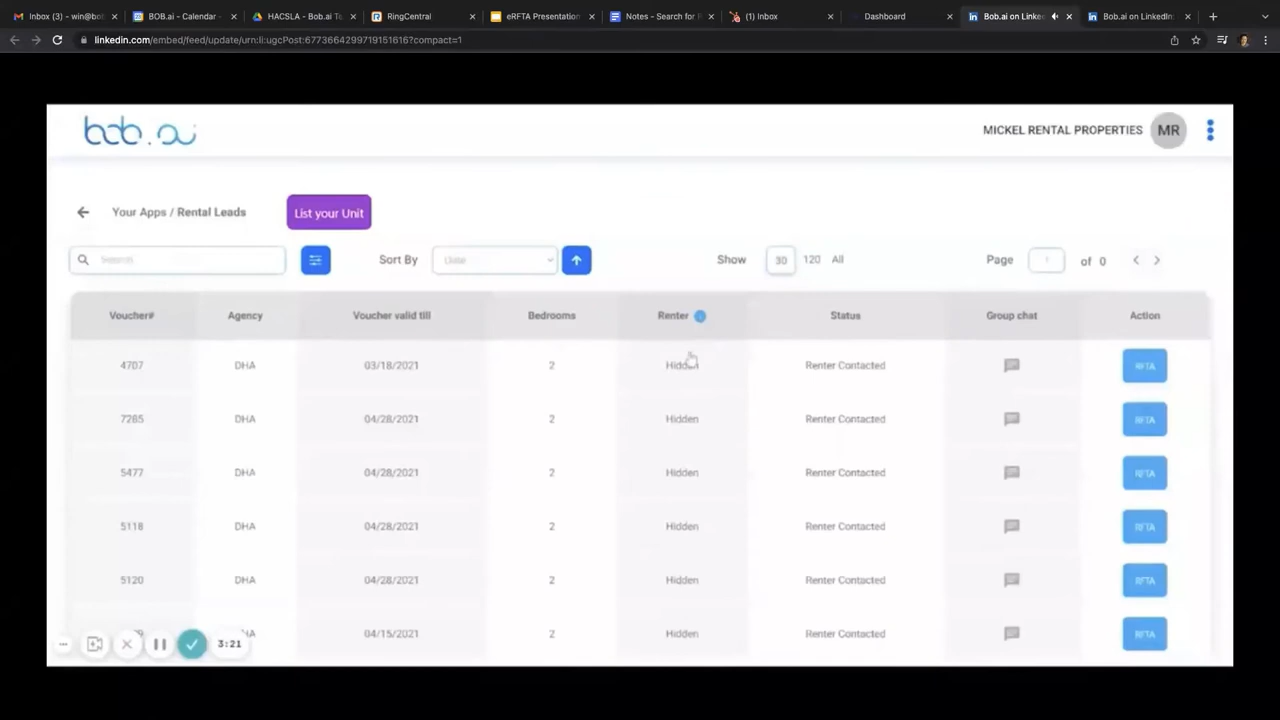 Inbox (3) - win@bob
BOB.ai - Calendar -
HACSLA - Bob.ai To
RingCentral
eRFTA Presentation
Notes - Search for R
(1) Inbox
Dashboard
Bob.ai on Linked
Bob.ai on LinkedIn:
linkedin.com/embed/feed/update/urn:li:ugcPost:6773664299719151616?compact=1
bob.ai
MICKEL RENTAL PROPERTIES MR
Your Apps / Rental Leads
List your Unit
Search
Sort By Date
Show 30 120 All
Page 1 of 0
Voucher# Agency Voucher valid till Bedrooms Renter Status Group chat Action
4707 DHA 03/18/2021 2 Hidden Renter Contacted RFTA
7285 DHA 04/28/2021 2 Hidden Renter Contacted RFTA
5477 DHA 04/28/2021 2 Hidden Renter Contacted RFTA
5118 DHA 04/28/2021 2 Hidden Renter Contacted RFTA
5120 DHA 04/28/2021 2 Hidden Renter Contacted RFTA
04/15/2021 2 Hidden Renter Contacted RFTA
3:21